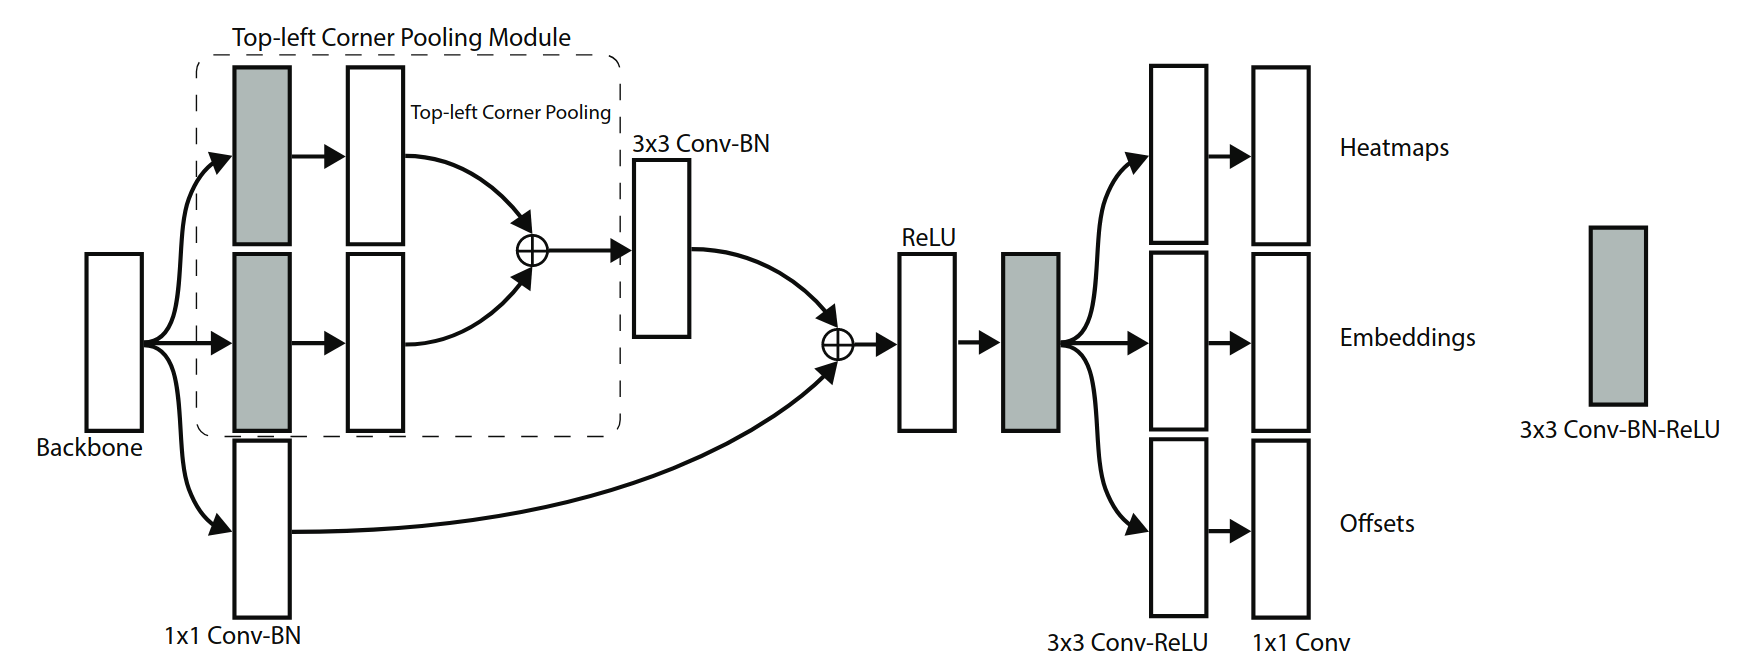 Top-left Corner Pooling Module
Top-left Corner Pooling
3x3 Conv-BN
Backbone
1x1 Conv-BN
ReLU
Heatmaps
Embeddings
Offsets
3x3 Conv-ReLU
1x1 Conv
3x3 Conv-BN-ReLU